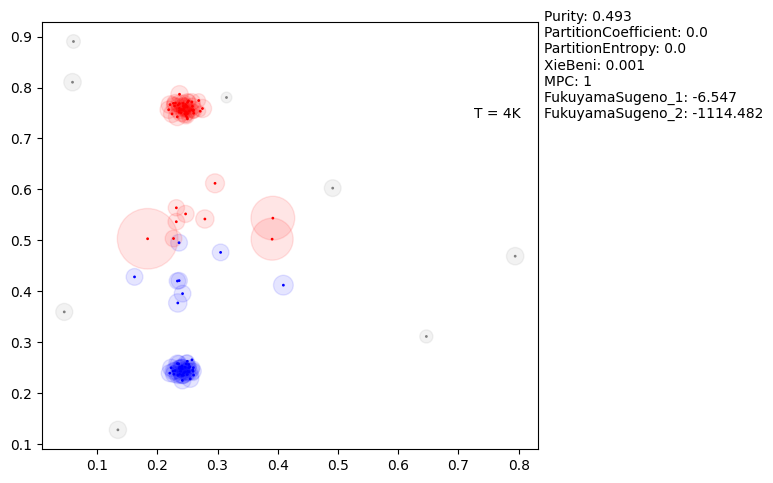 Purity: 0.493
PartitionCoefficient: 0.0
PartitionEntropy: 0.0
XieBeni: 0.001
MPC: 1
FukuyamaSugeno_1: -6.547
FukuyamaSugeno_2: -1114.482
T = 4K
0.9
0.8
0.7
0.6
0.5
0.4
0.3
0.2
0.1
0.1 0.2 0.3 0.4 0.5 0.6 0.7 0.8